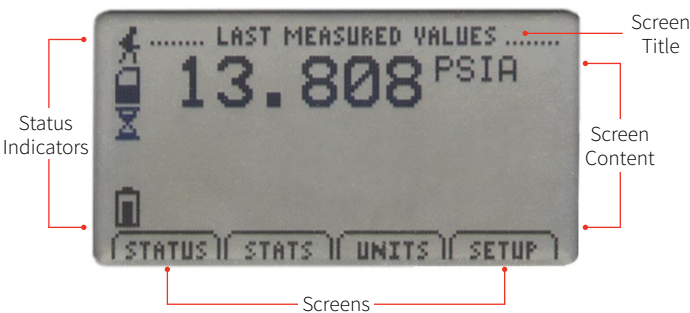 ........ LAST MEASURED VALUES ........
13.808 PSIA
STATUS STATS UNITS SETUP
Screen
Title
Status
Indicators
Screen
Content
Screens